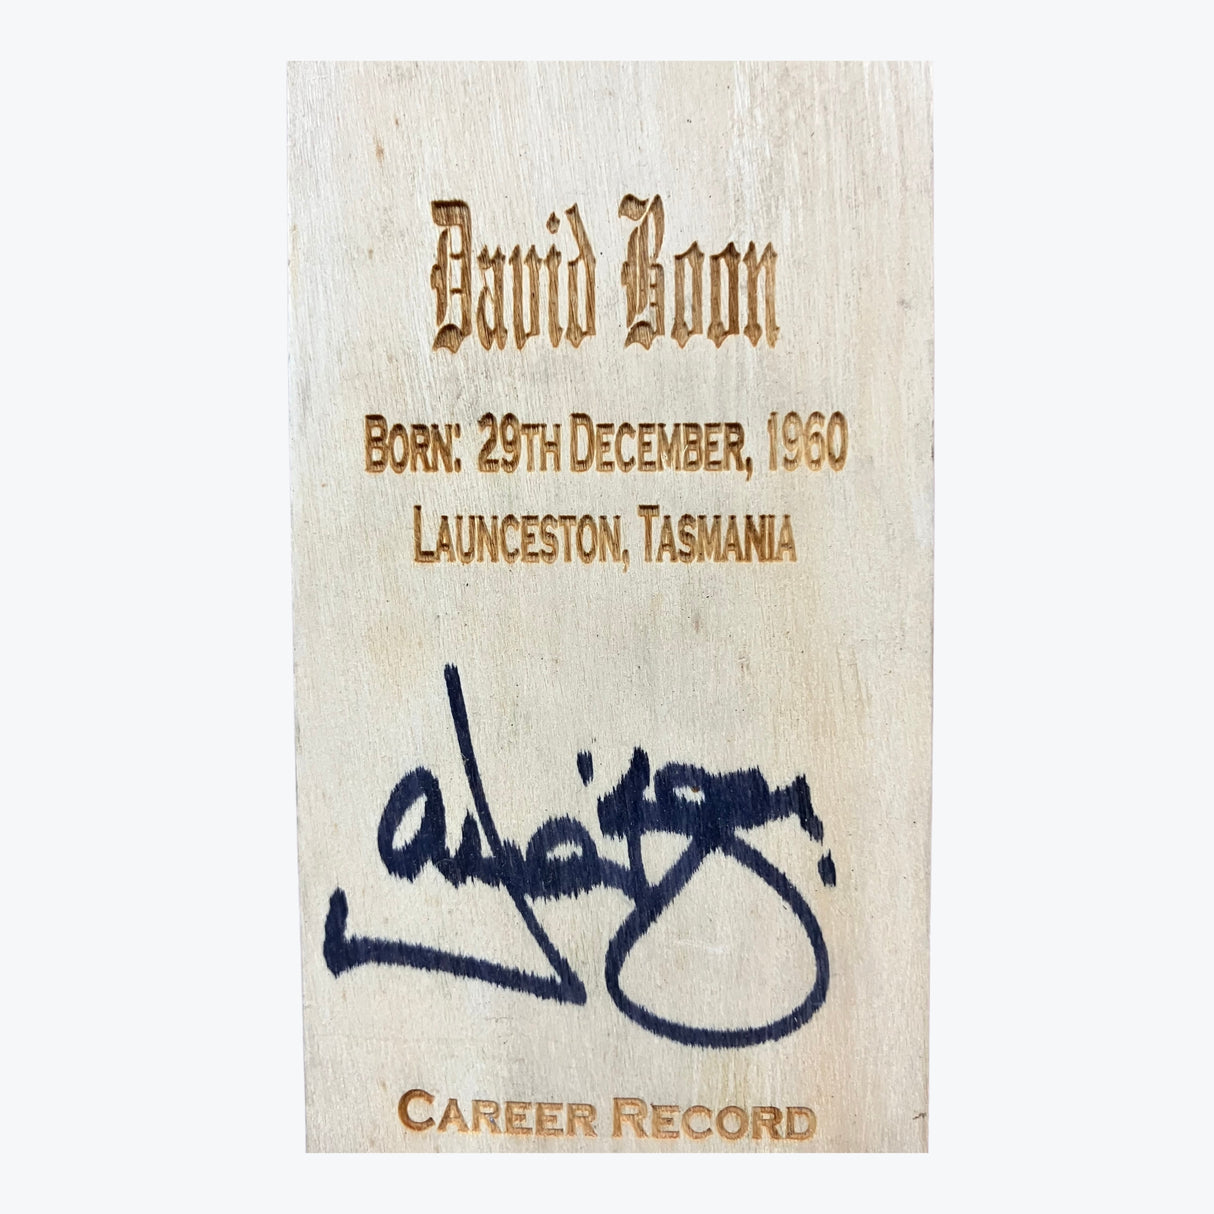 David Boon
Born: 29th December, 1960
Launceston, Tasmania
Career Record